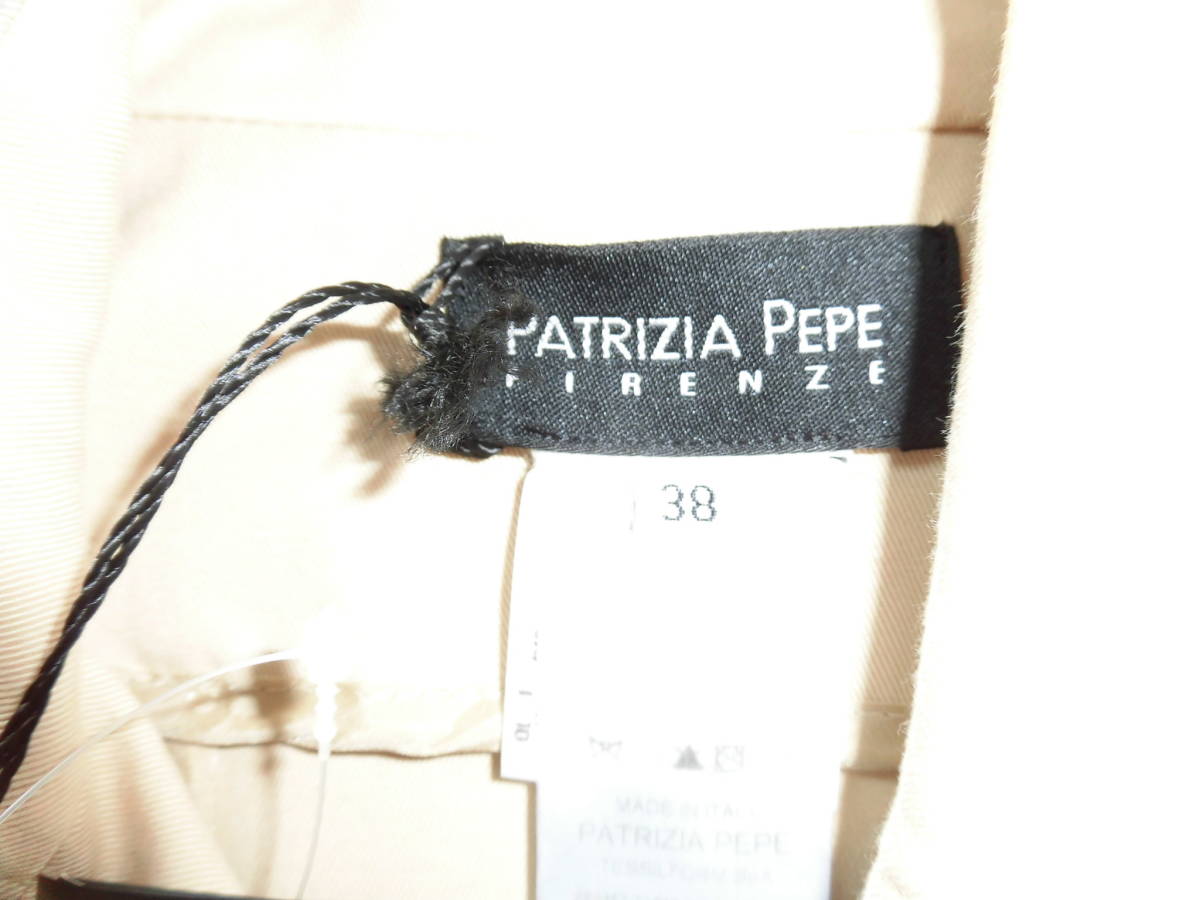 PATRIZIA PEPE
FIRENZE
38
MADE IN ITALY
PATRIZIA PEPE